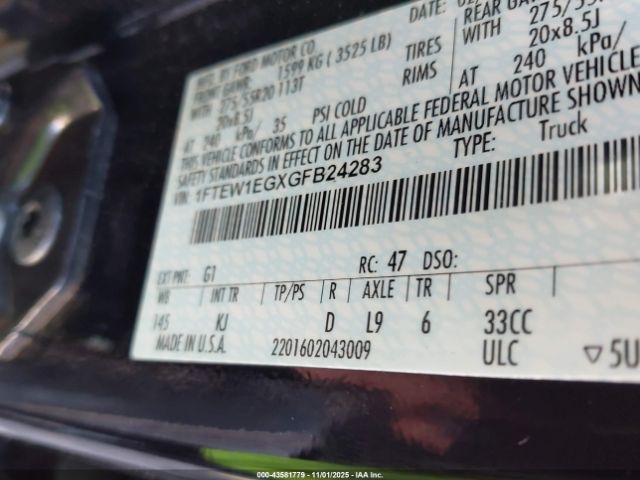 DATE:
MFG. BY FORD MOTOR CO.
FRONT GAWR: 1599 KG ( 3525 LB) REAR GA
WITH 275/55R20 113T TIRES WITH 275/55
20x8.5J RIMS 20x8.5J
AT 240 kPa/ 35 PSI COLD AT 240 kPa/
THIS VEHICLE CONFORMS TO ALL APPLICABLE FEDERAL MOTOR VEHICLE
SAFETY STANDARDS IN EFFECT ON THE DATE OF MANUFACTURE SHOWN
VIN: 1FTEW1EGXGFB24283 TYPE: Truck
EXT PNT: G1 RC: 47 DSO:
WB INT TR TP/PS R AXLE TR SPR
145 KJ D L9 6 33CC
MADE IN U.S.A. 2201602043009 ULC ▽5U
000-43581779 - 11/01/2025 - IAA Inc.